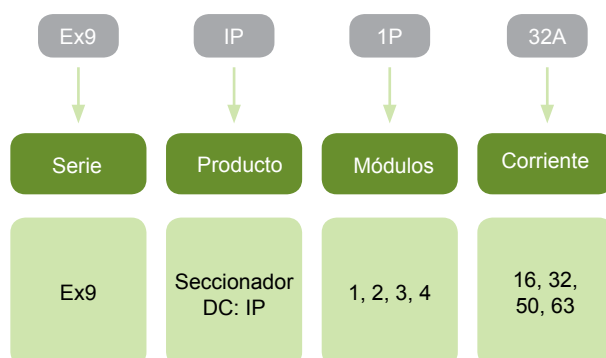 Ex9 IP 1P 32A
Serie Producto Módulos Corriente
Ex9
Seccionador
DC: IP
1, 2, 3, 4
16, 32,
50, 63